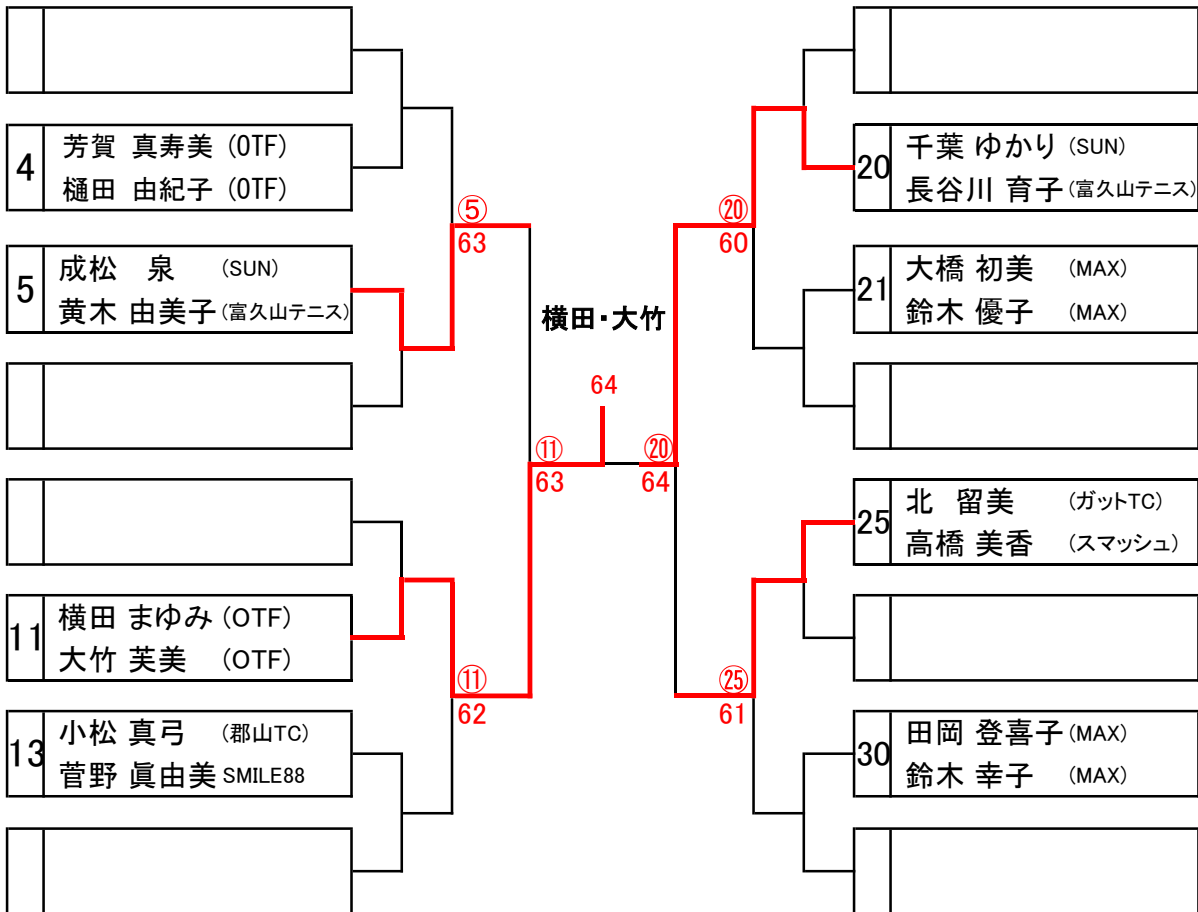 4
芳賀 真寿美 (OTF)
樋田 由紀子 (OTF)
5
成松 泉 (SUN)
黄木 由美子 (富久山テニス)
11
横田 まゆみ (OTF)
大竹 芙美 (OTF)
13
小松 真弓 (郡山TC)
菅野 眞由美 SMILE88
⑤
63
⑪
62
⑪
63
横田・大竹
64
⑳
64
⑳
60
㉕
61
20
千葉 ゆかり (SUN)
長谷川 育子 (富久山テニス)
21
大橋 初美 (MAX)
鈴木 優子 (MAX)
25
北 留美 (ガットTC)
高橋 美香 (スマッシュ)
30
田岡 登喜子 (MAX)
鈴木 幸子 (MAX)